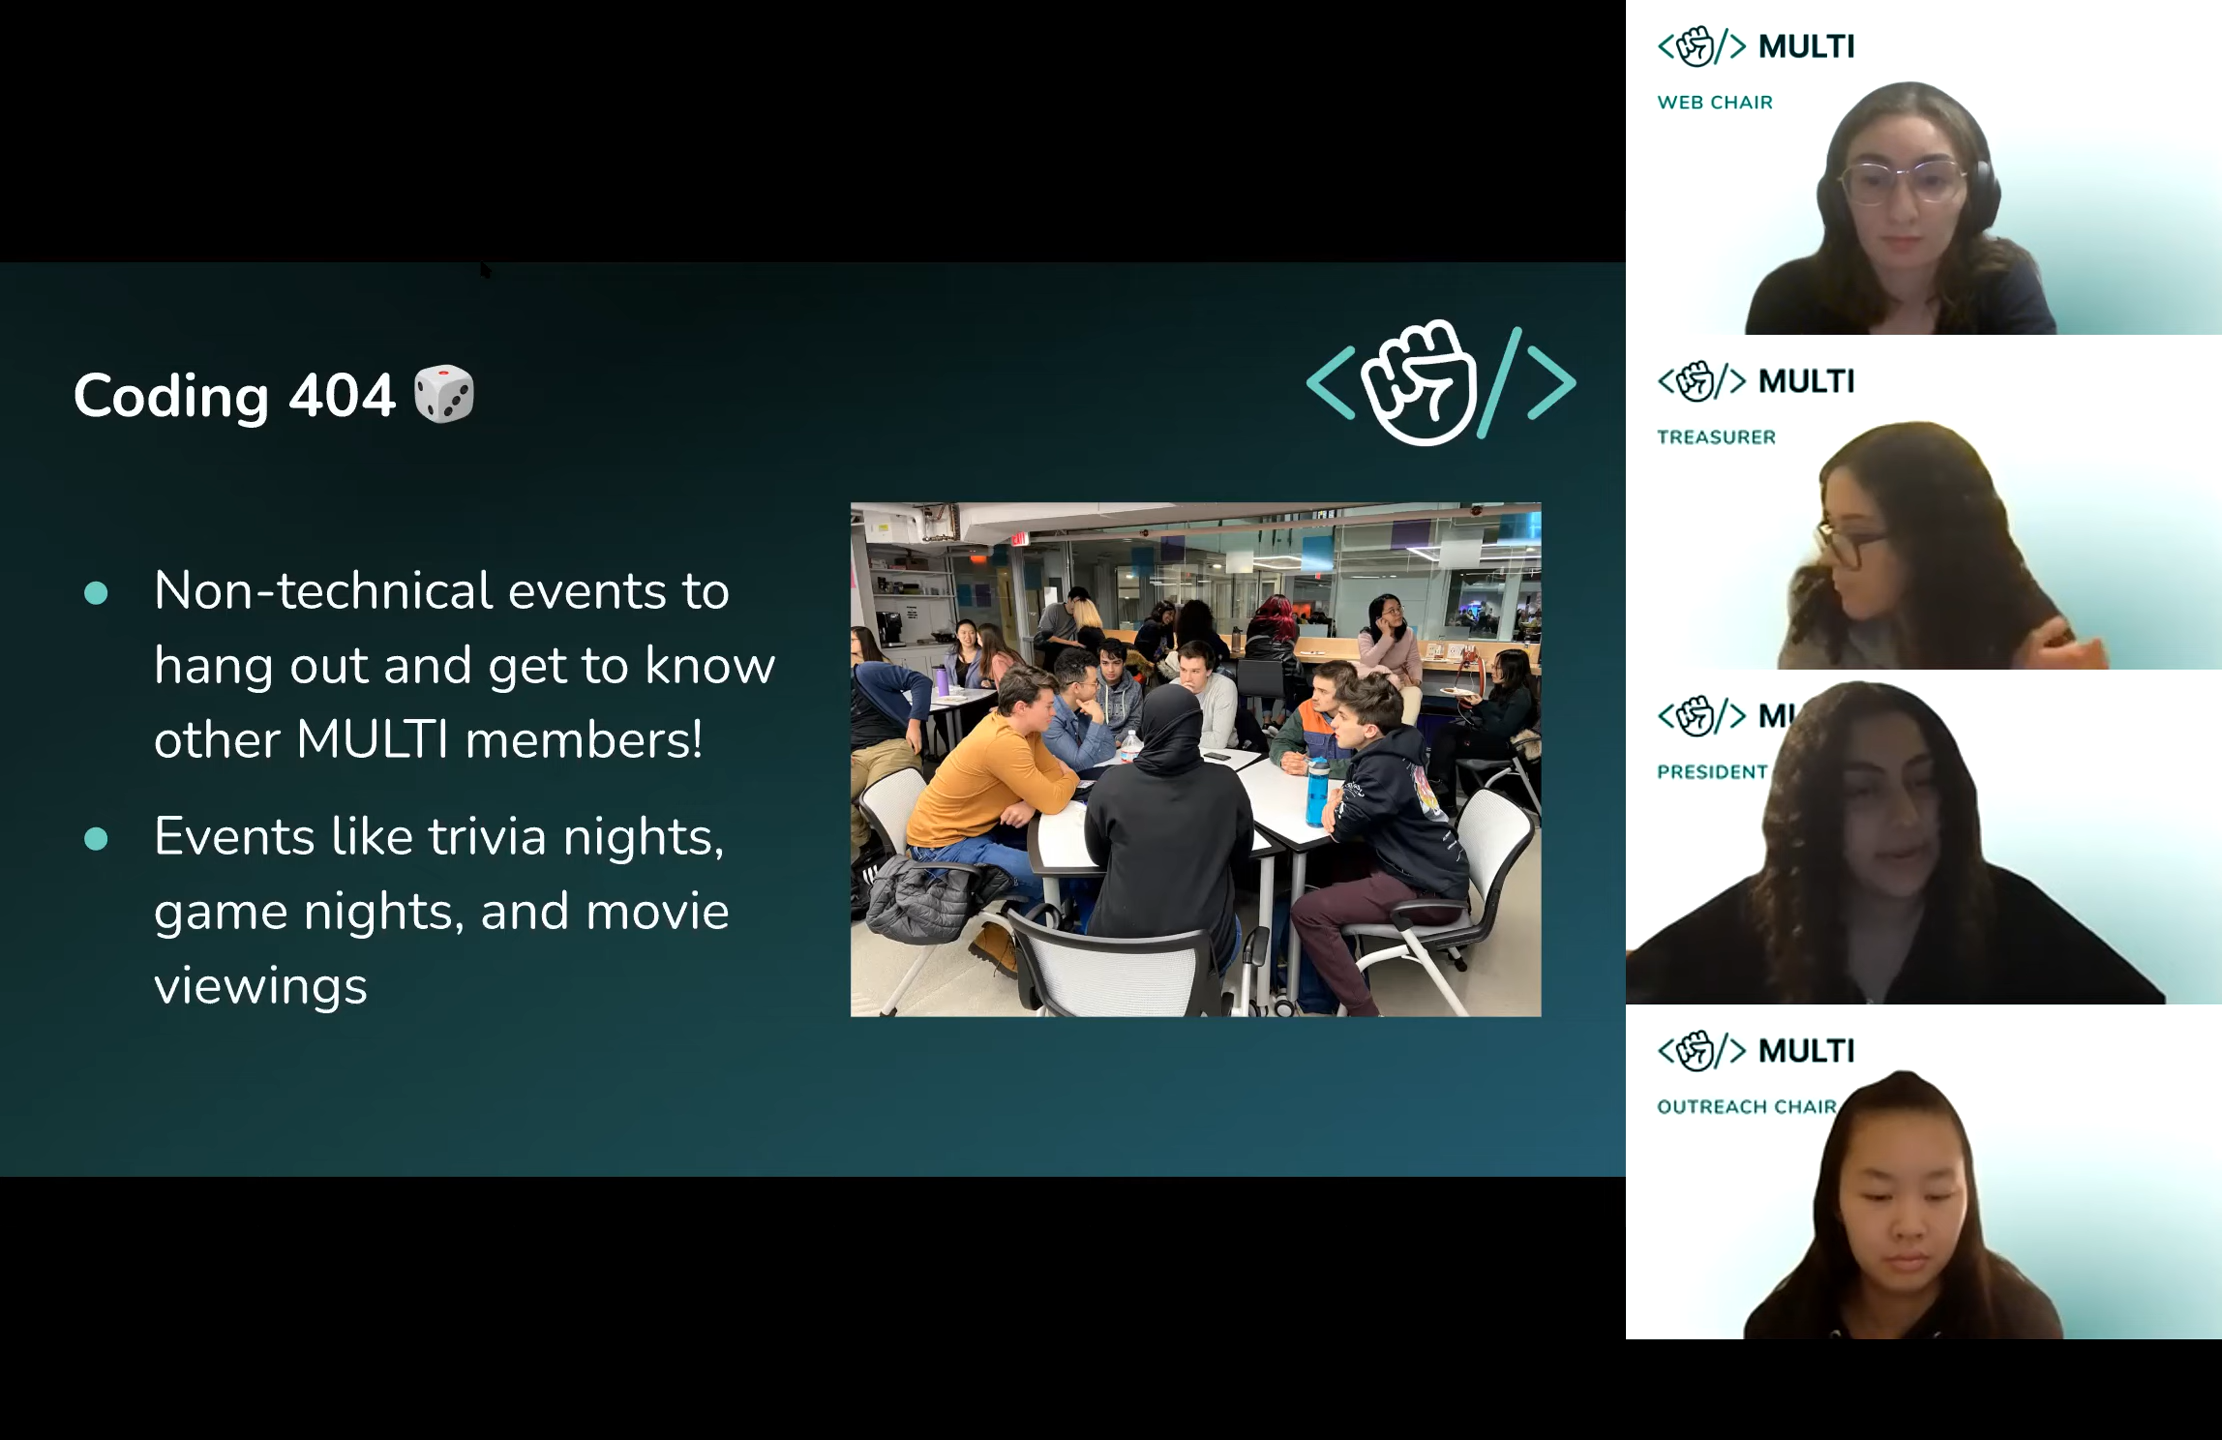 Coding 404
Non-technical events to
hang out and get to know
other MULTI members!
Events like trivia nights,
game nights, and movie
viewings
MULTI
WEB CHAIR
MULTI
TREASURER
MU
PRESIDENT
MULTI
OUTREACH CHAIR